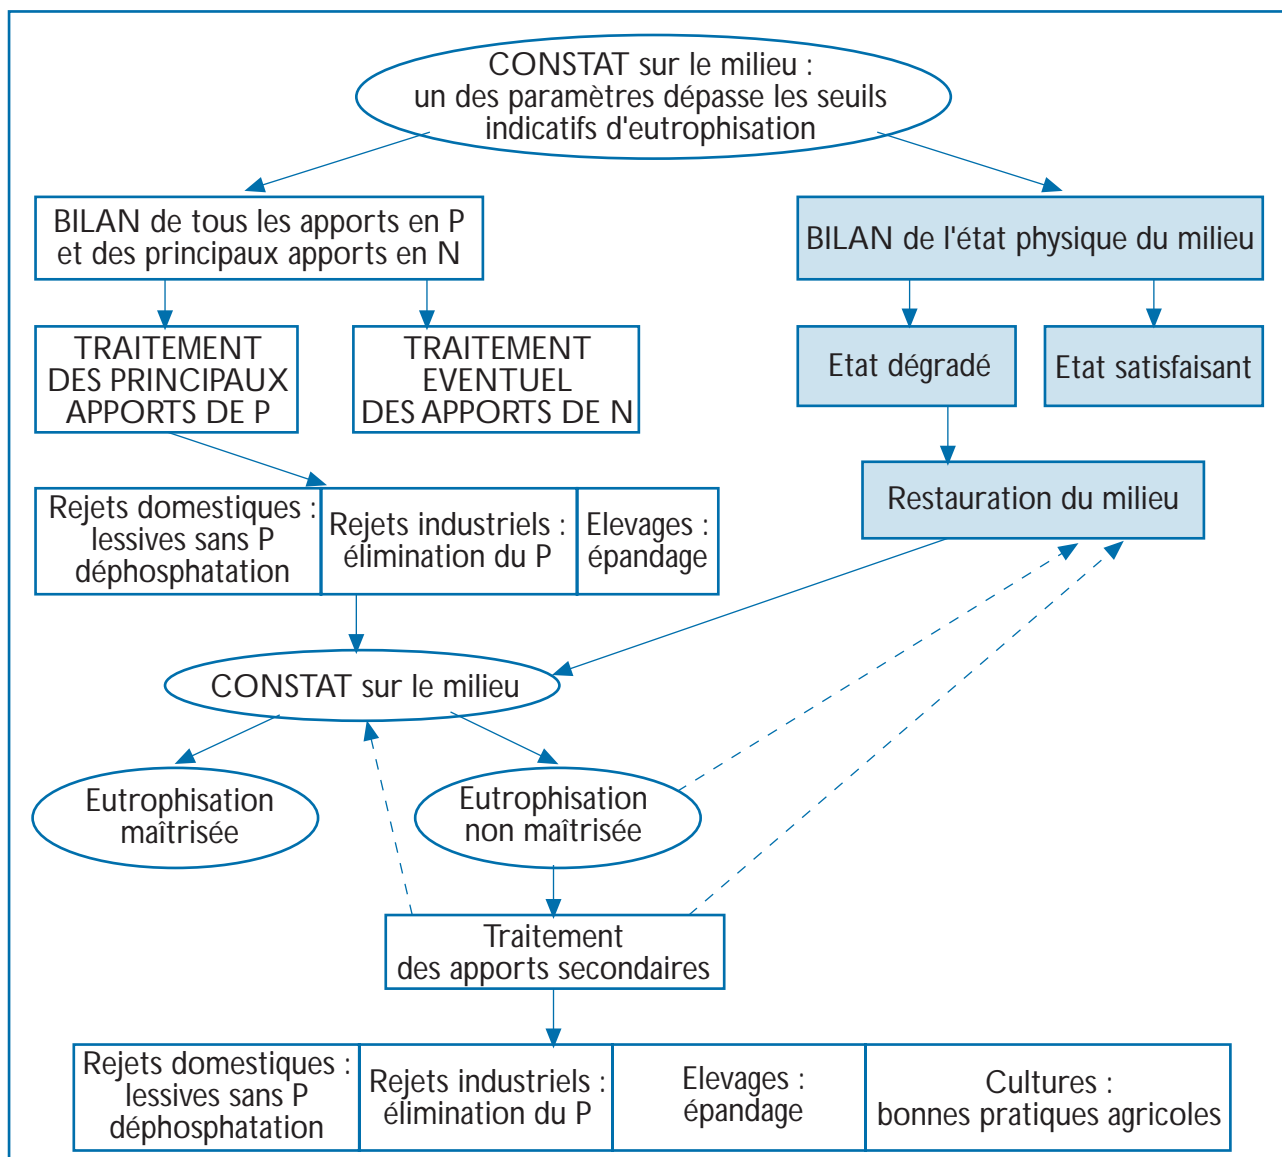 CONSTAT sur le milieu :
un des paramètres dépasse les seuils
indicatifs d'eutrophisation
BILAN de tous les apports en P
et des principaux apports en N
BILAN de l'état physique du milieu
TRAITEMENT
DES PRINCIPAUX
APPORTS DE P
TRAITEMENT
EVENTUEL
DES APPORTS DE N
Etat dégradé
Etat satisfaisant
Restauration du milieu
Rejets domestiques :
lessives sans P
déphosphatation
Rejets industriels :
élimination du P
Elevages :
épandage
CONSTAT sur le milieu
Eutrophisation
maîtrisée
Eutrophisation
non maîtrisée
Traitement
des apports secondaires
Rejets domestiques :
lessives sans P
déphosphatation
Rejets industriels :
élimination du P
Elevages :
épandage
Cultures :
bonnes pratiques agricoles